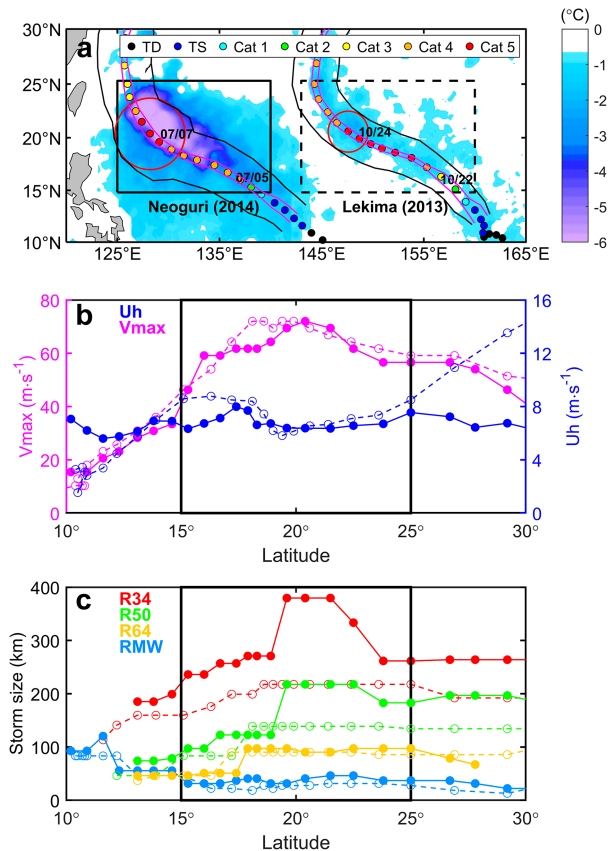 (°C)
30°N
25°N
20°N
15°N
10°N
a
TD TS Cat 1 Cat 2 Cat 3 Cat 4 Cat 5
07/07
10/24
07/05
10/22
Neoguri (2014) Lekima (2013)
125°E 135°E 145°E 155°E 165°E
0
-1
-2
-3
-4
-5
-6
b
Uh
Vmax
80
60
40
20
0
Vmax (m·s⁻¹)
16
12
8
4
0
Uh (m·s⁻¹)
10° 15° 20° 25° 30°
Latitude
c
R34
R50
R64
RMW
400
300
200
100
0
Storm size (km)
10° 15° 20° 25° 30°
Latitude